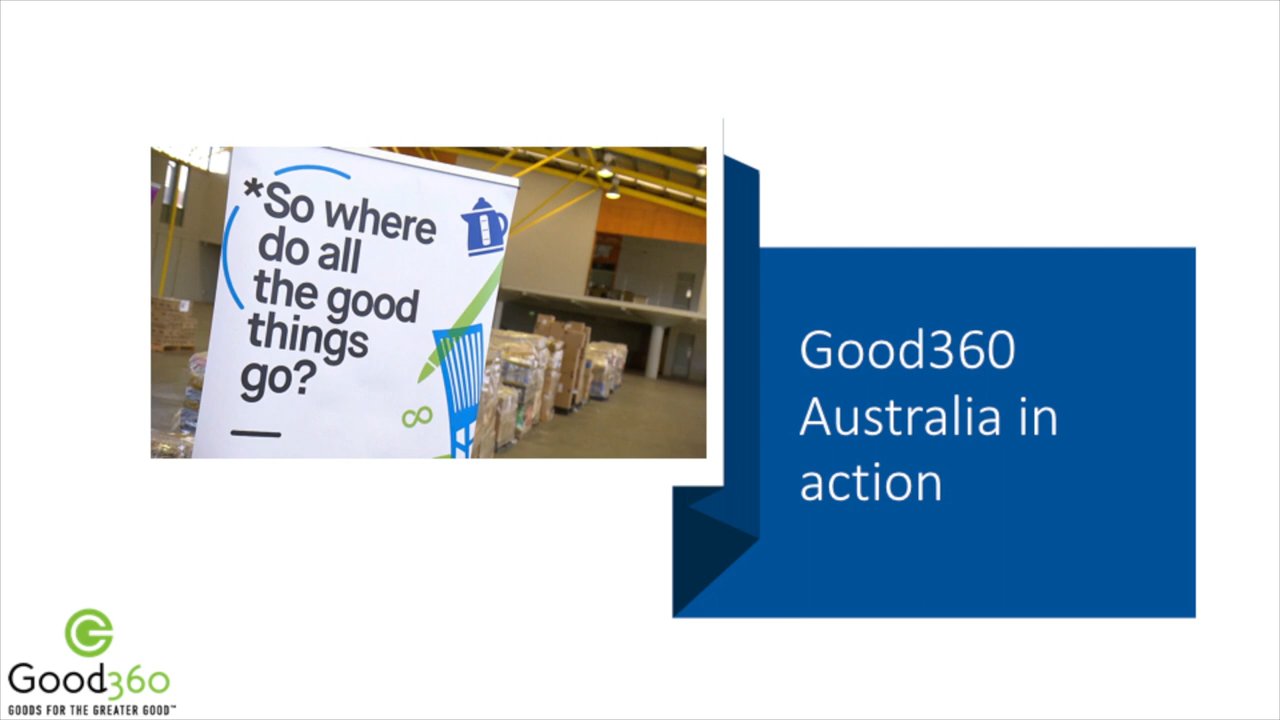 *So where
do all
the good
things
go?
Good360
Australia in
action
Good360
GOODS FOR THE GREATER GOOD™